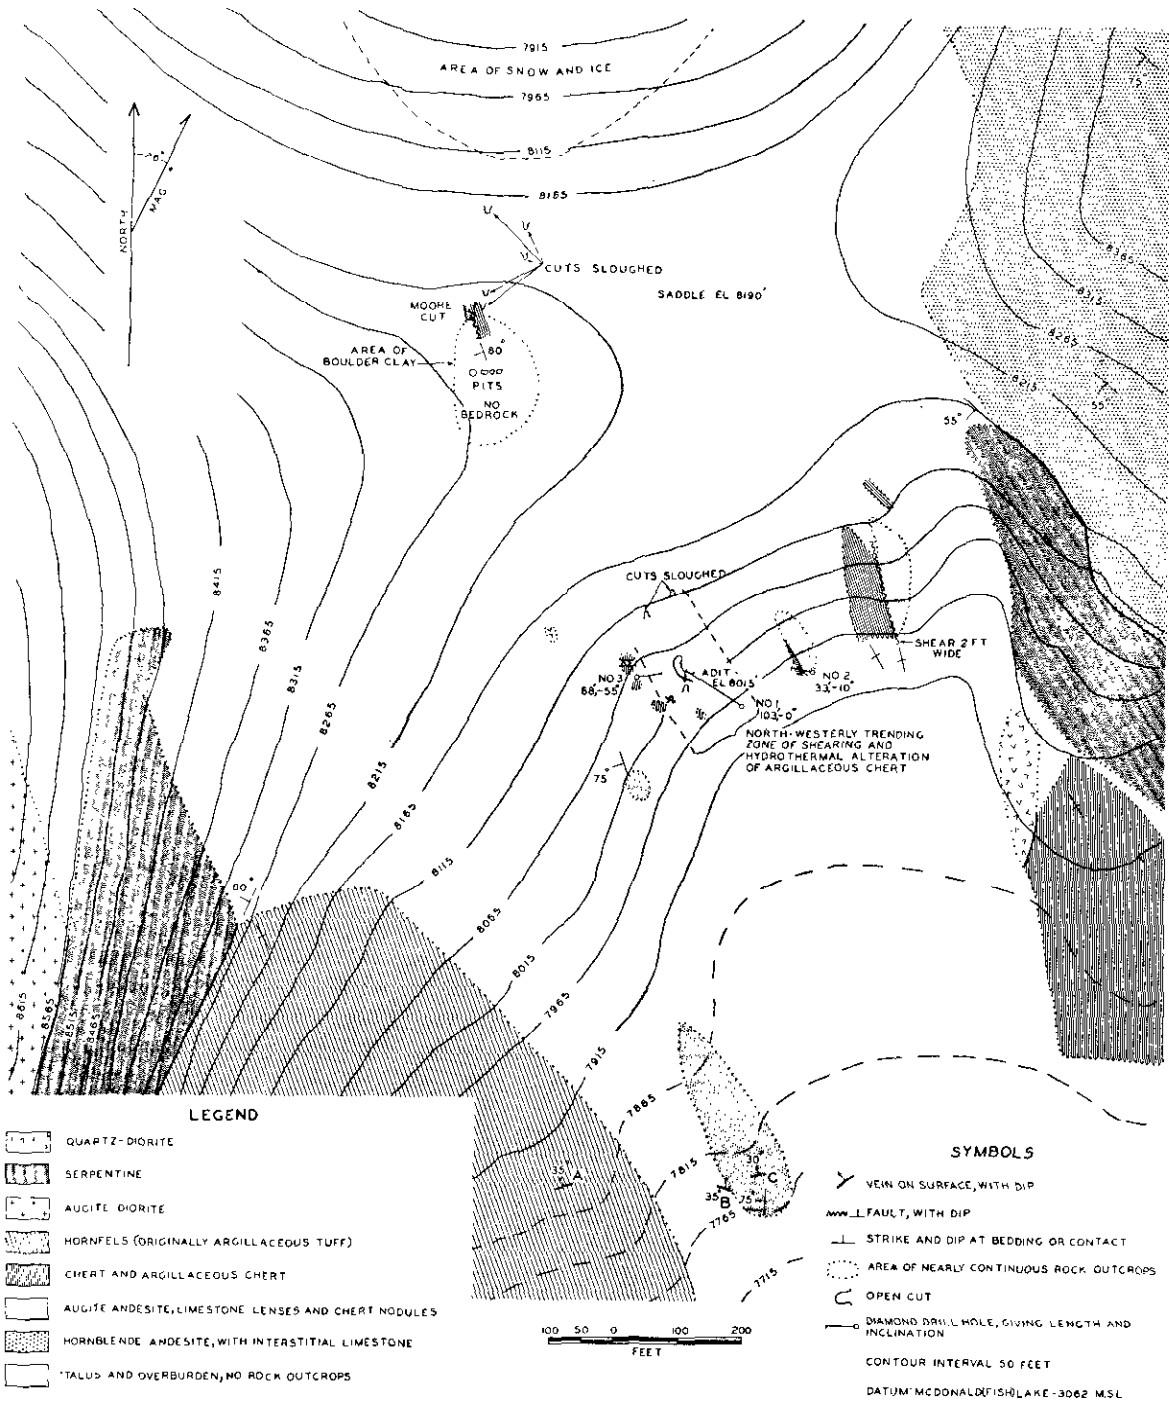 7915
AREA OF SNOW AND ICE
7965
8115
8165
NORTH
MAG
75°
CUTS SLOUGHED
SADDLE EL 8190'
MOORE
CUT
AREA OF
BOULDER CLAY
80°
PITS
NO
BEDROCK
8365
8315
8265
8215
55°
55°
8415
8365
8315
8265
8215
8165
8115
8065
8015
7965
7915
CUTS SLOUGHED
SHEAR 2 FT
WIDE
ADIT
EL 8015'
NO 3
68'-55°
NO 2
33'-10°
NO 1
103'-0°
NORTH-WESTERLY TRENDING
ZONE OF SHEARING AND
HYDROTHERMAL ALTERATION
OF ARGILLACEOUS CHERT
75°
80°
8615
8565
8515
8465
7865
7815
7765
7715
35° A
35° B
30° C
75°
LEGEND
QUARTZ-DIORITE
SERPENTINE
AUGITE DIORITE
HORNFELS (ORIGINALLY ARGILLACEOUS TUFF)
CHERT AND ARGILLACEOUS CHERT
AUGITE ANDESITE, LIMESTONE LENSES AND CHERT NODULES
HORNBLENDE ANDESITE, WITH INTERSTITIAL LIMESTONE
TALUS AND OVERBURDEN, NO ROCK OUTCROPS
100 50 0 100 200
FEET
SYMBOLS
VEIN ON SURFACE, WITH DIP
FAULT, WITH DIP
STRIKE AND DIP AT BEDDING OR CONTACT
AREA OF NEARLY CONTINUOUS ROCK OUTCROPS
OPEN CUT
DIAMOND DRILL HOLE, GIVING LENGTH AND
INCLINATION
CONTOUR INTERVAL 50 FEET
DATUM: MCDONALD (FISH) LAKE - 3062 M.S.L